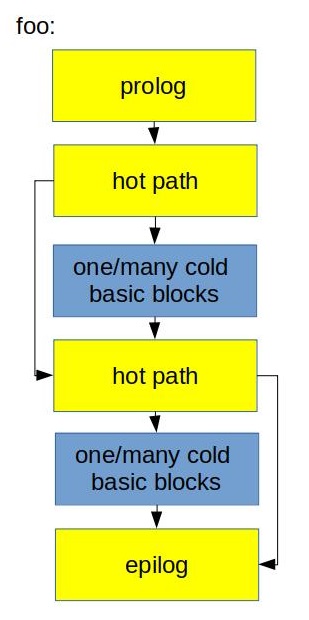 foo:
prolog
hot path
one/many cold
basic blocks
hot path
one/many cold
basic blocks
epilog